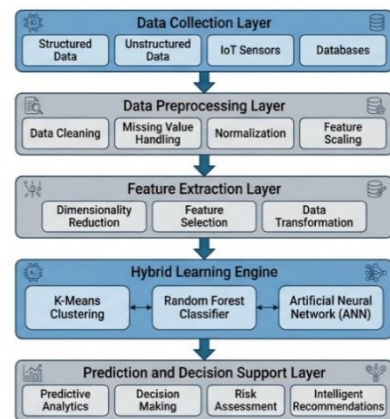 Data Collection Layer
Structured Data
Unstructured Data
IoT Sensors
Databases
Data Preprocessing Layer
Data Cleaning
Missing Value Handling
Normalization
Feature Scaling
Feature Extraction Layer
Dimensionality Reduction
Feature Selection
Data Transformation
Hybrid Learning Engine
K-Means Clustering
Random Forest Classifier
Artificial Neural Network (ANN)
Prediction and Decision Support Layer
Predictive Analytics
Decision Making
Risk Assessment
Intelligent Recommendations